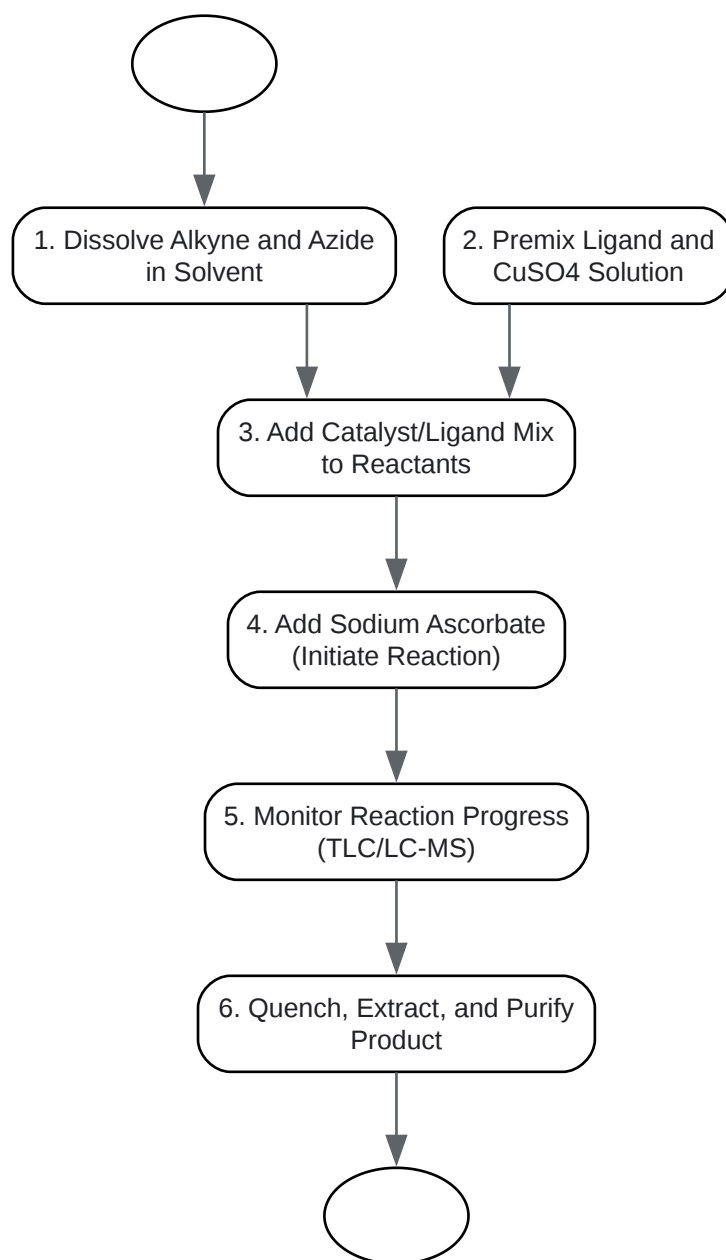 1. Dissolve Alkyne and Azide
in Solvent
2. Premix Ligand and
CuSO4 Solution
3. Add Catalyst/Ligand Mix
to Reactants
4. Add Sodium Ascorbate
(Initiate Reaction)
5. Monitor Reaction Progress
(TLC/LC-MS)
6. Quench, Extract, and Purify
Product